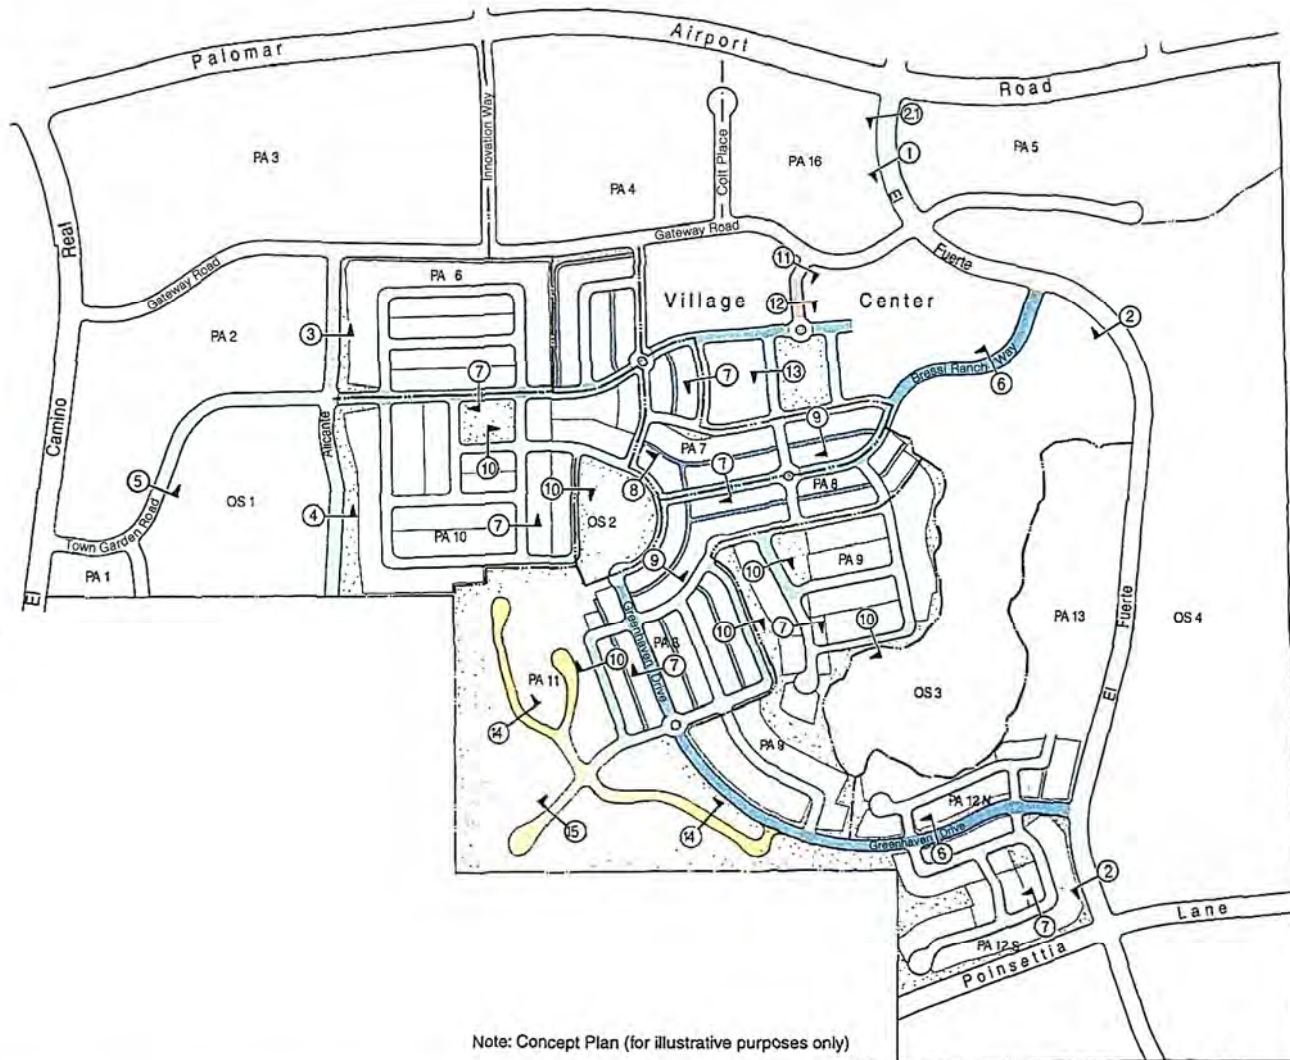 Palomar
Airport
Road
2.1
PA 3
Innovation Way
PA 4
Colt Place
PA 16
1
PA 5
El
Real
Gateway Road
Gateway Road
Fuerte
PA 6
11
Village Center
12
2
3
PA 2
7
7
13
Bressi Ranch Way
6
Camino
Alicante
PA 7
9
10
8
7
PA 8
5
10
OS 1
4
OS 2
7
Town Garden Road
PA 10
PA 1
9
10
PA 9
El
Greenhaven Drive
10
7
10
PA 13
Fuerte
OS 4
10
PA 8
7
PA 11
OS 3
El
14
PA 9
15
14
PA 12 N
Greenhaven Drive
6
2
Lane
7
PA 12 S
Poinsettia
Note: Concept Plan (for illustrative purposes only)